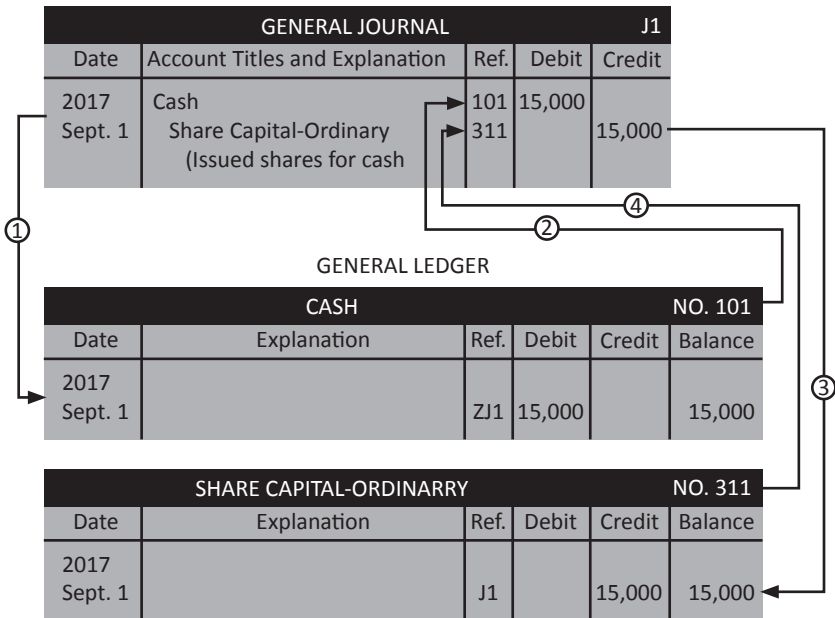 GENERAL JOURNAL J1
Date Account Titles and Explanation Ref. Debit Credit
2017 Cash 101 15,000
Sept. 1 Share Capital-Ordinary 311 15,000
(Issued shares for cash
1
4
2
GENERAL LEDGER
CASH NO. 101
Date Explanation Ref. Debit Credit Balance
2017
Sept. 1 ZJ1 15,000 15,000
3
SHARE CAPITAL-ORDINARRY NO. 311
Date Explanation Ref. Debit Credit Balance
2017
Sept. 1 J1 15,000 15,000